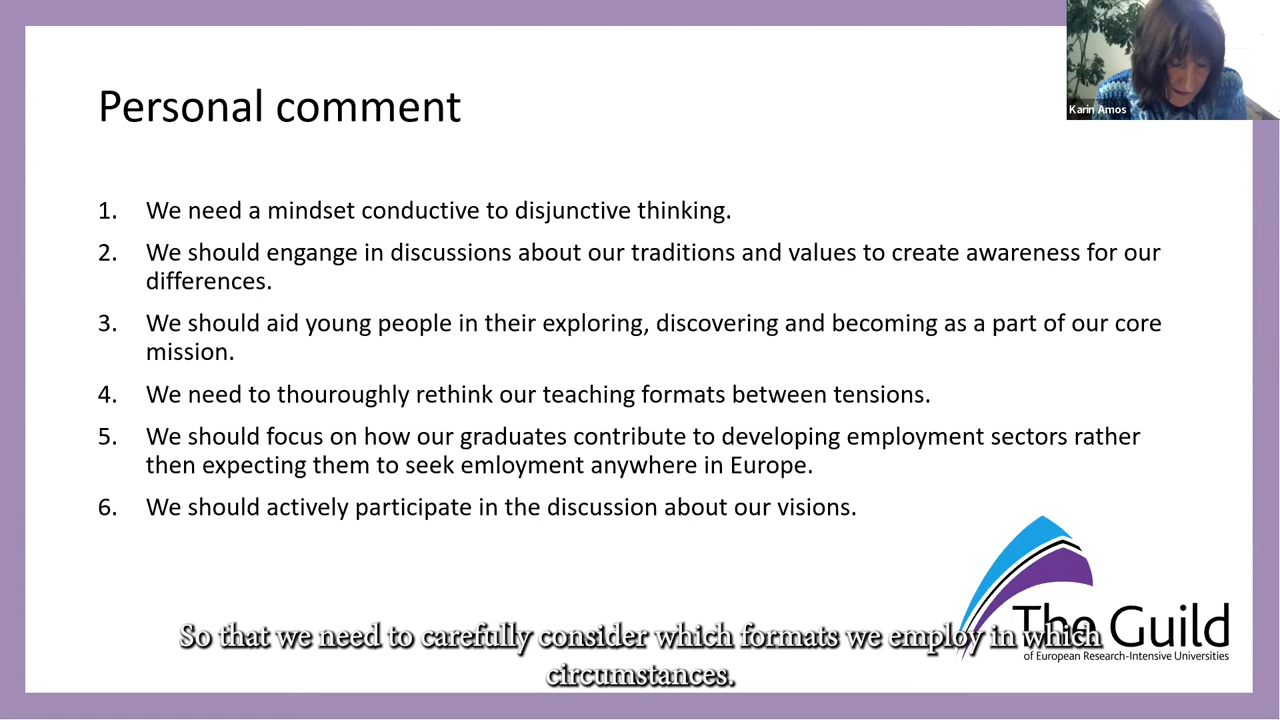 Personal comment
Karin Amos
1. We need a mindset conductive to disjunctive thinking.
2. We should engange in discussions about our traditions and values to create awareness for our
differences.
3. We should aid young people in their exploring, discovering and becoming as a part of our core
mission.
4. We need to thouroughly rethink our teaching formats between tensions.
5. We should focus on how our graduates contribute to developing employment sectors rather
then expecting them to seek emloyment anywhere in Europe.
6. We should actively participate in the discussion about our visions.
The Guild
of European Research-Intensive Universities
So that we need to carefully consider which formats we employ in which
circumstances.